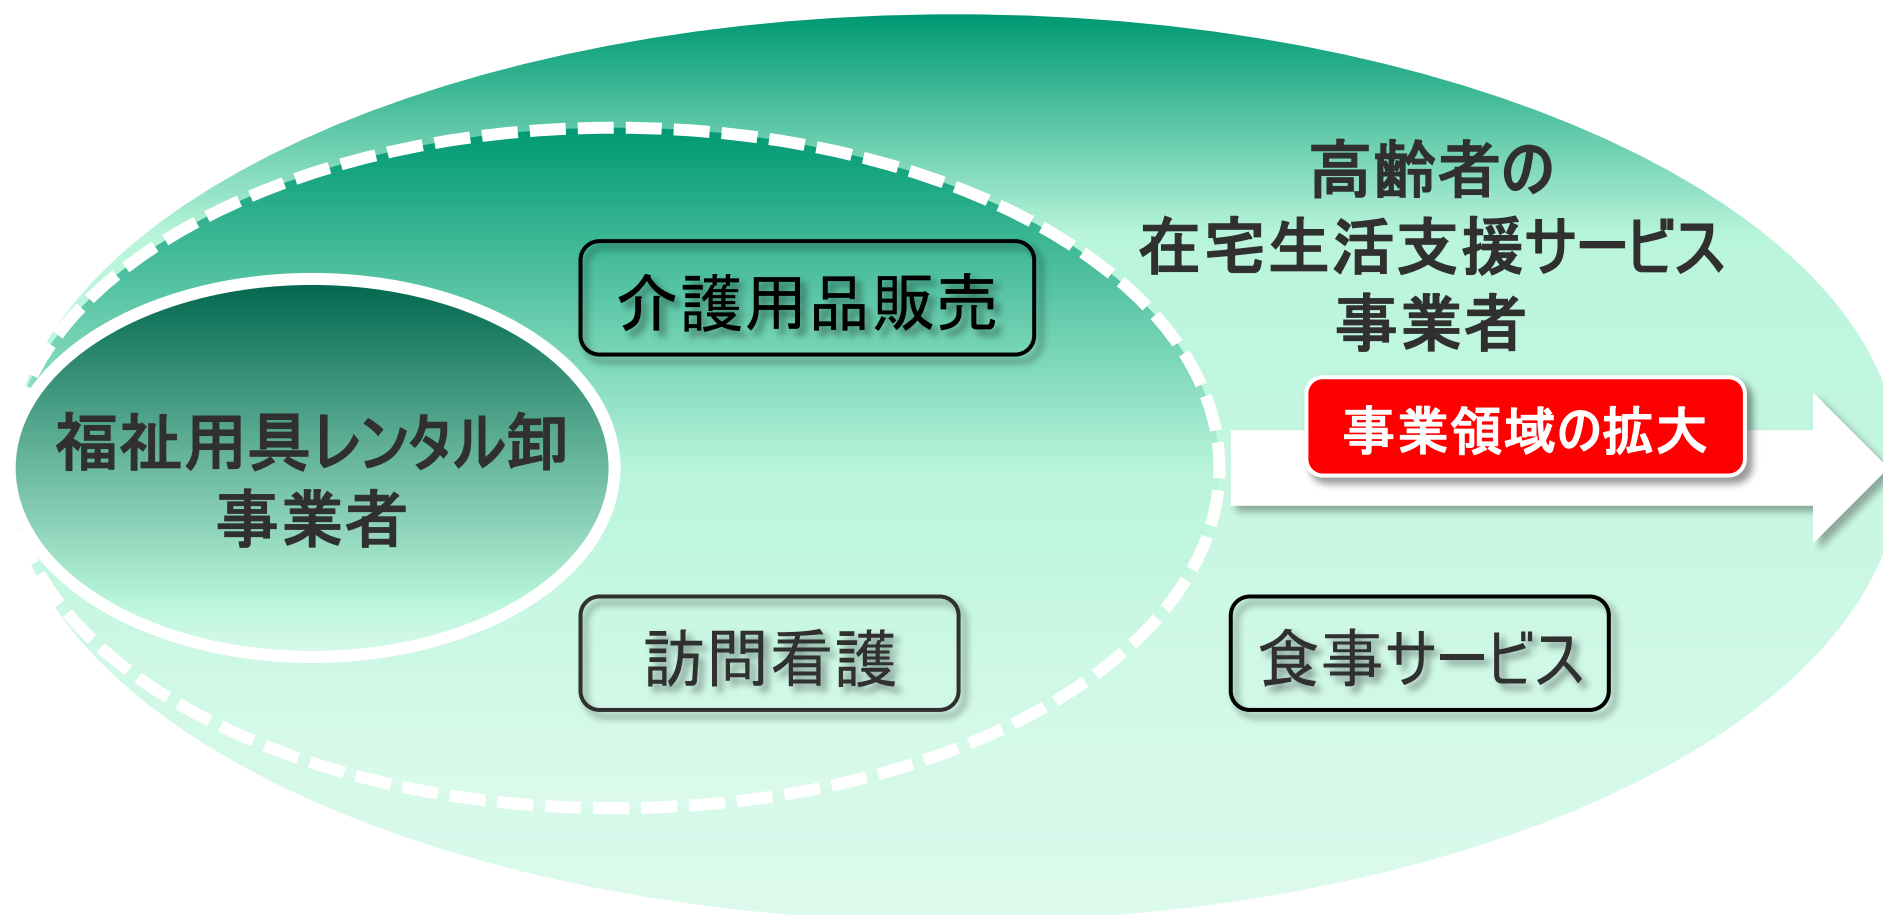 高齢者の
在宅生活支援サービス
事業者
介護用品販売
福祉用具レンタル卸
事業者
事業領域の拡大
訪問看護
食事サービス